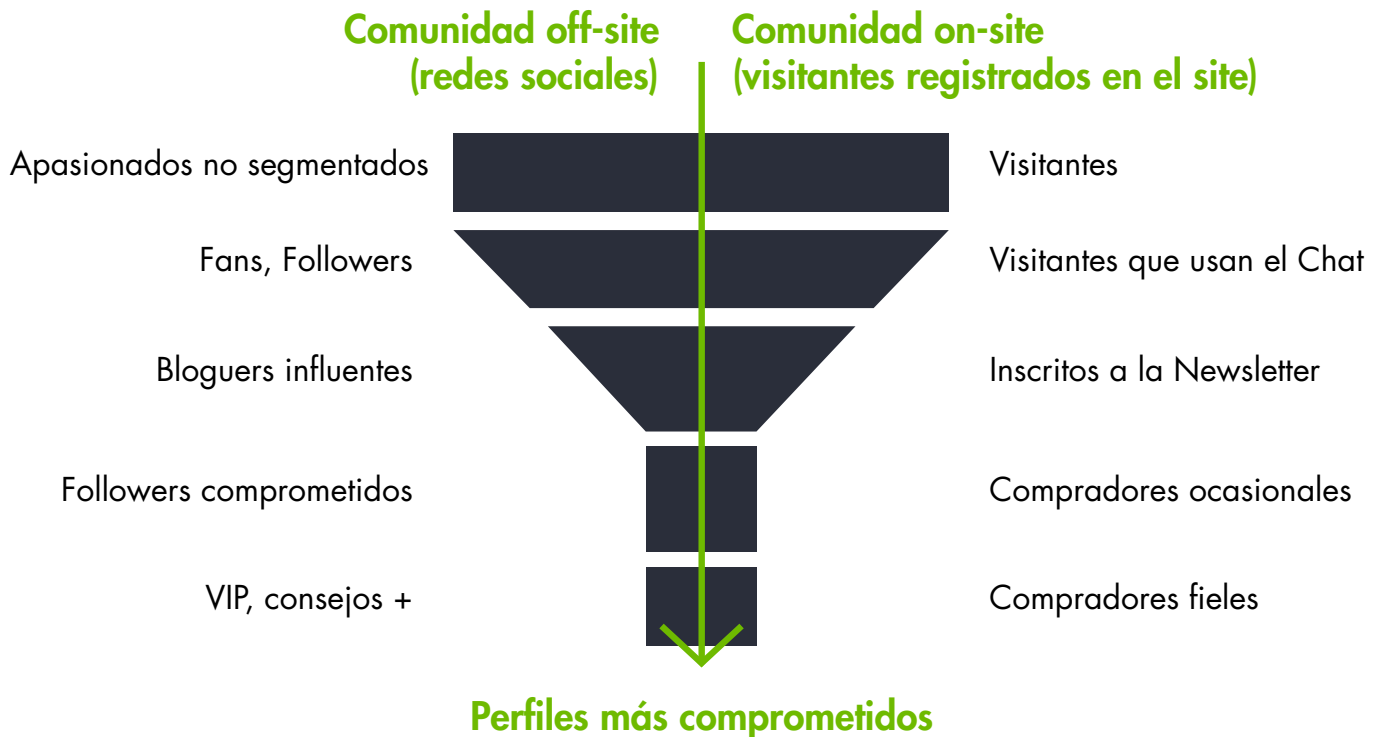 Comunidad off-site
(redes sociales)
Comunidad on-site
(visitantes registrados en el site)
Apasionados no segmentados
Visitantes
Fans, Followers
Visitantes que usan el Chat
Bloguers influentes
Inscritos a la Newsletter
Followers comprometidos
Compradores ocasionales
VIP, consejos +
Compradores fieles
Perfiles más comprometidos